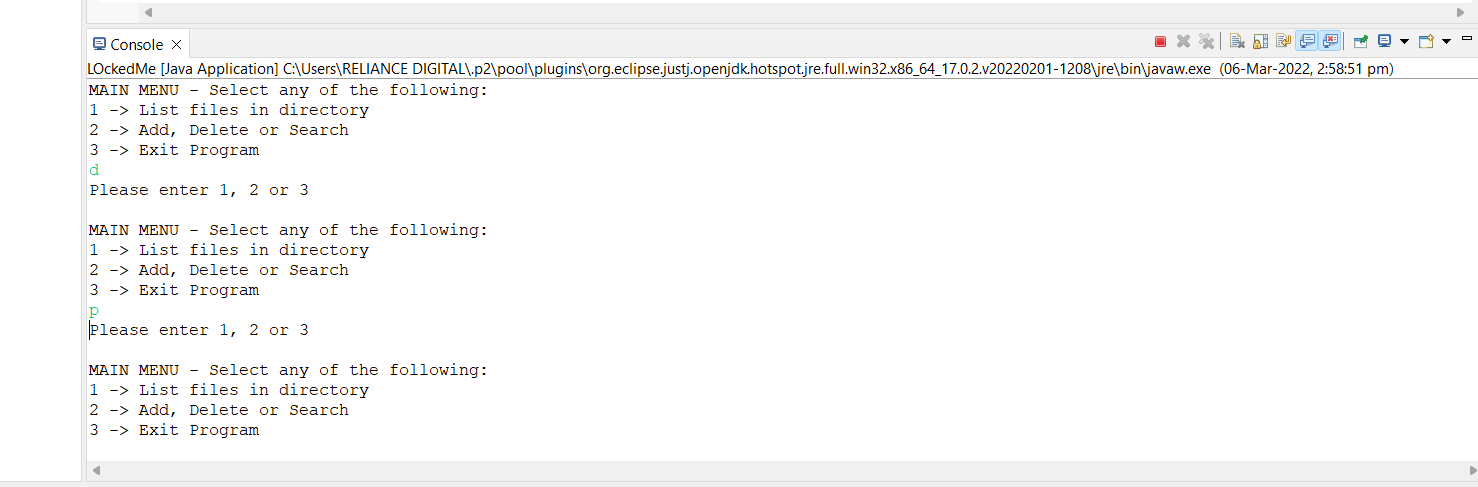 Console
LOckedMe [Java Application] C:\Users\RELIANCE DIGITAL\.p2\pool\plugins\org.eclipse.justj.openjdk.hotspot.jre.full.win32.x86_64_17.0.2.v20220201-1208\jre\bin\javaw.exe (06-Mar-2022, 2:58:51 pm)
MAIN MENU - Select any of the following:
1 -> List files in directory
2 -> Add, Delete or Search
3 -> Exit Program
d
Please enter 1, 2 or 3
MAIN MENU - Select any of the following:
1 -> List files in directory
2 -> Add, Delete or Search
3 -> Exit Program
p
Please enter 1, 2 or 3
MAIN MENU - Select any of the following:
1 -> List files in directory
2 -> Add, Delete or Search
3 -> Exit Program